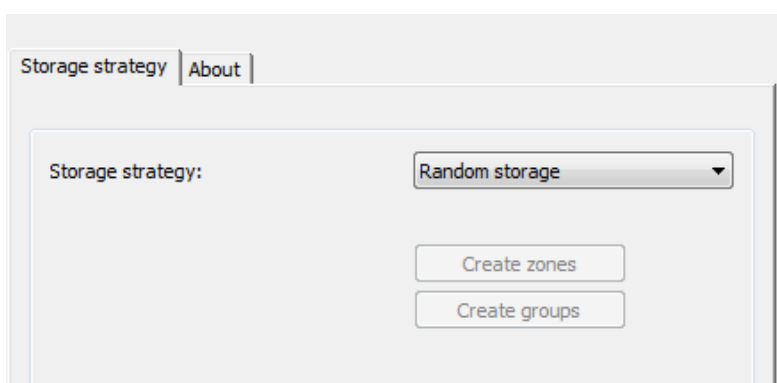 Storage strategy About
Storage strategy: Random storage
Create zones
Create groups